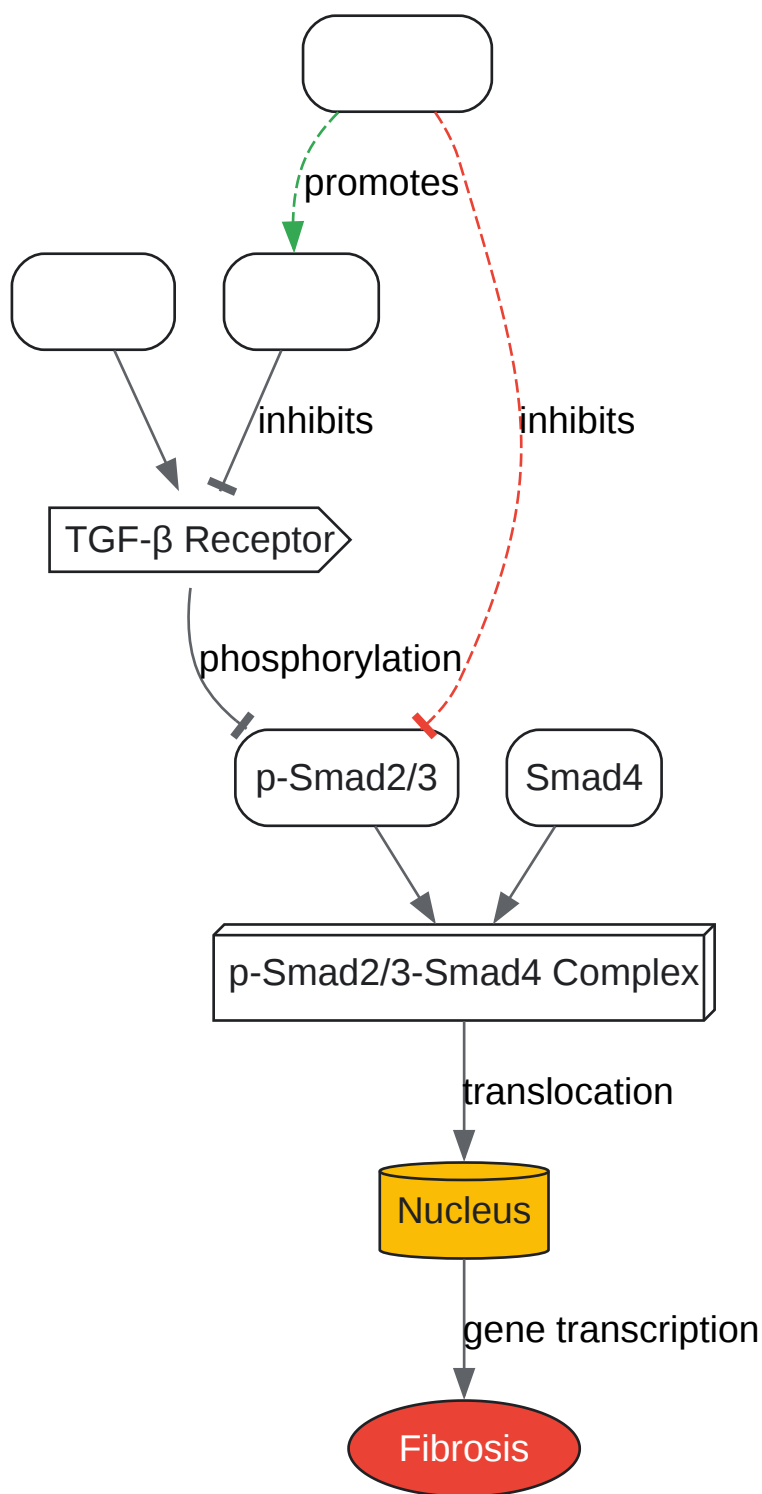 promotes
inhibits
inhibits
TGF-β Receptor
phosphorylation
p-Smad2/3
Smad4
p-Smad2/3-Smad4 Complex
translocation
Nucleus
gene transcription
Fibrosis